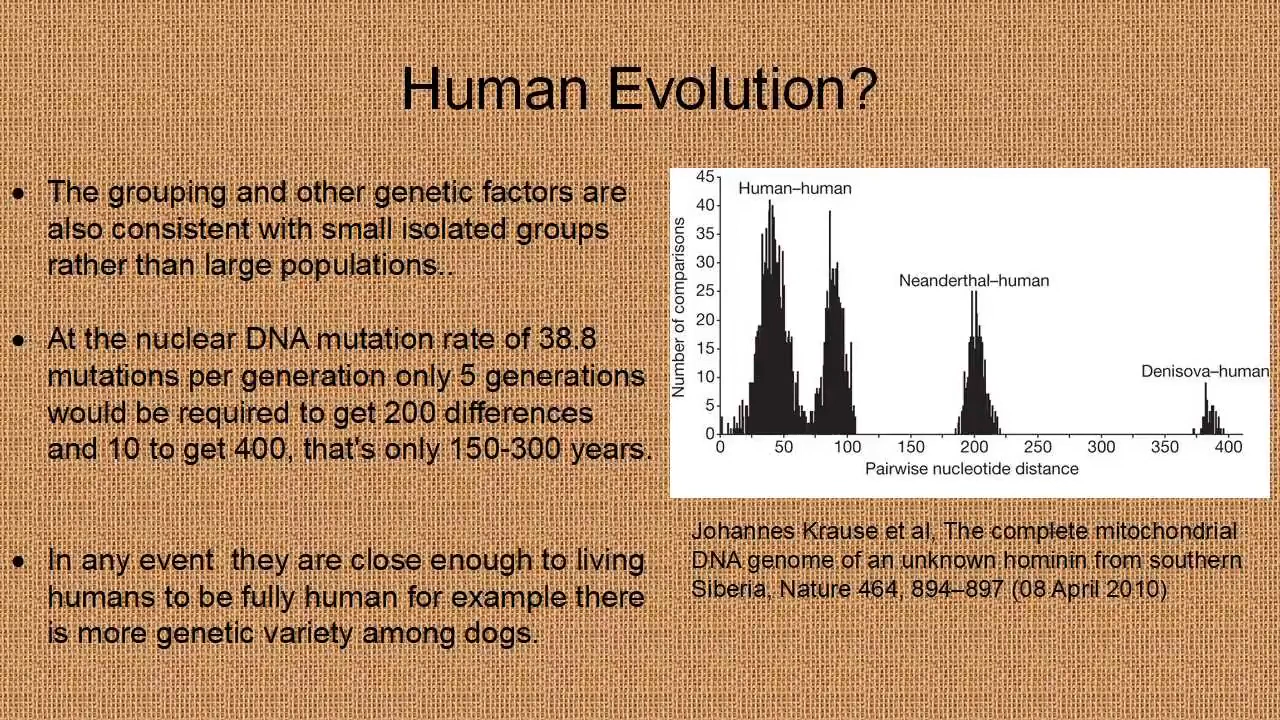 Human Evolution?
• The grouping and other genetic factors are
also consistent with small isolated groups
rather than large populations..
• At the nuclear DNA mutation rate of 38.8
mutations per generation only 5 generations
would be required to get 200 differences
and 10 to get 400, that's only 150-300 years.
• In any event they are close enough to living
humans to be fully human for example there
is more genetic variety among dogs.
Number of comparisons
45
40
35
30
25
20
15
10
5
0
Human–human
Neanderthal–human
Denisova–human
0 50 100 150 200 250 300 350 400
Pairwise nucleotide distance
Johannes Krause et al, The complete mitochondrial
DNA genome of an unknown hominin from southern
Siberia, Nature 464, 894–897 (08 April 2010)